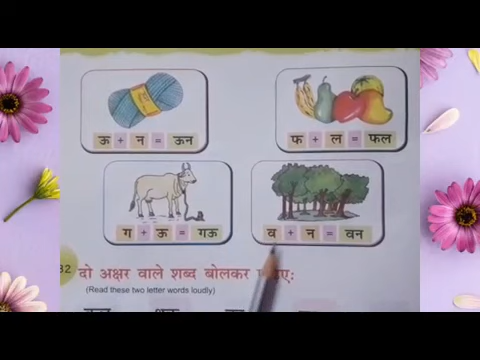 ऊ + न = ऊन
फ + ल = फल
ग + ऊ = गऊ
व + न = वन
32 दो अक्षर वाले शब्द बोलकर
(Read these two letter words loudly)